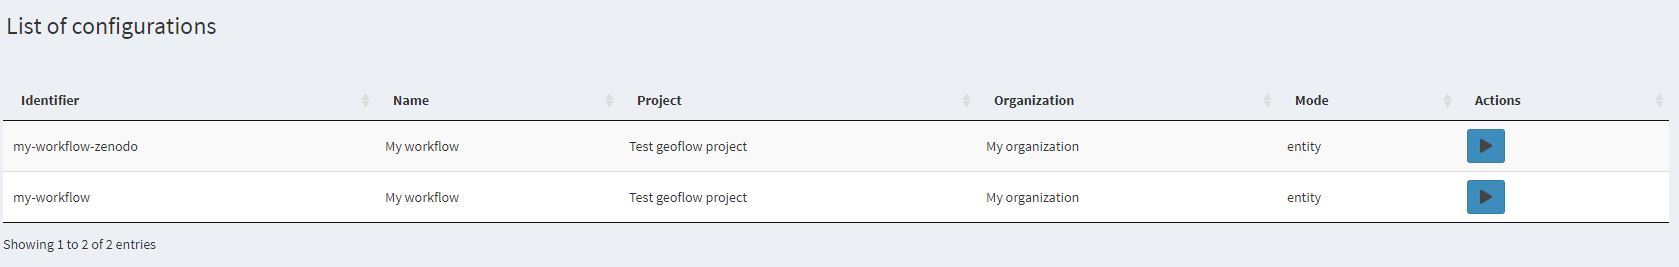 List of configurations
Identifier Name Project Organization Mode Actions
my-workflow-zenodo My workflow Test geoflow project My organization entity
my-workflow My workflow Test geoflow project My organization entity
Showing 1 to 2 of 2 entries